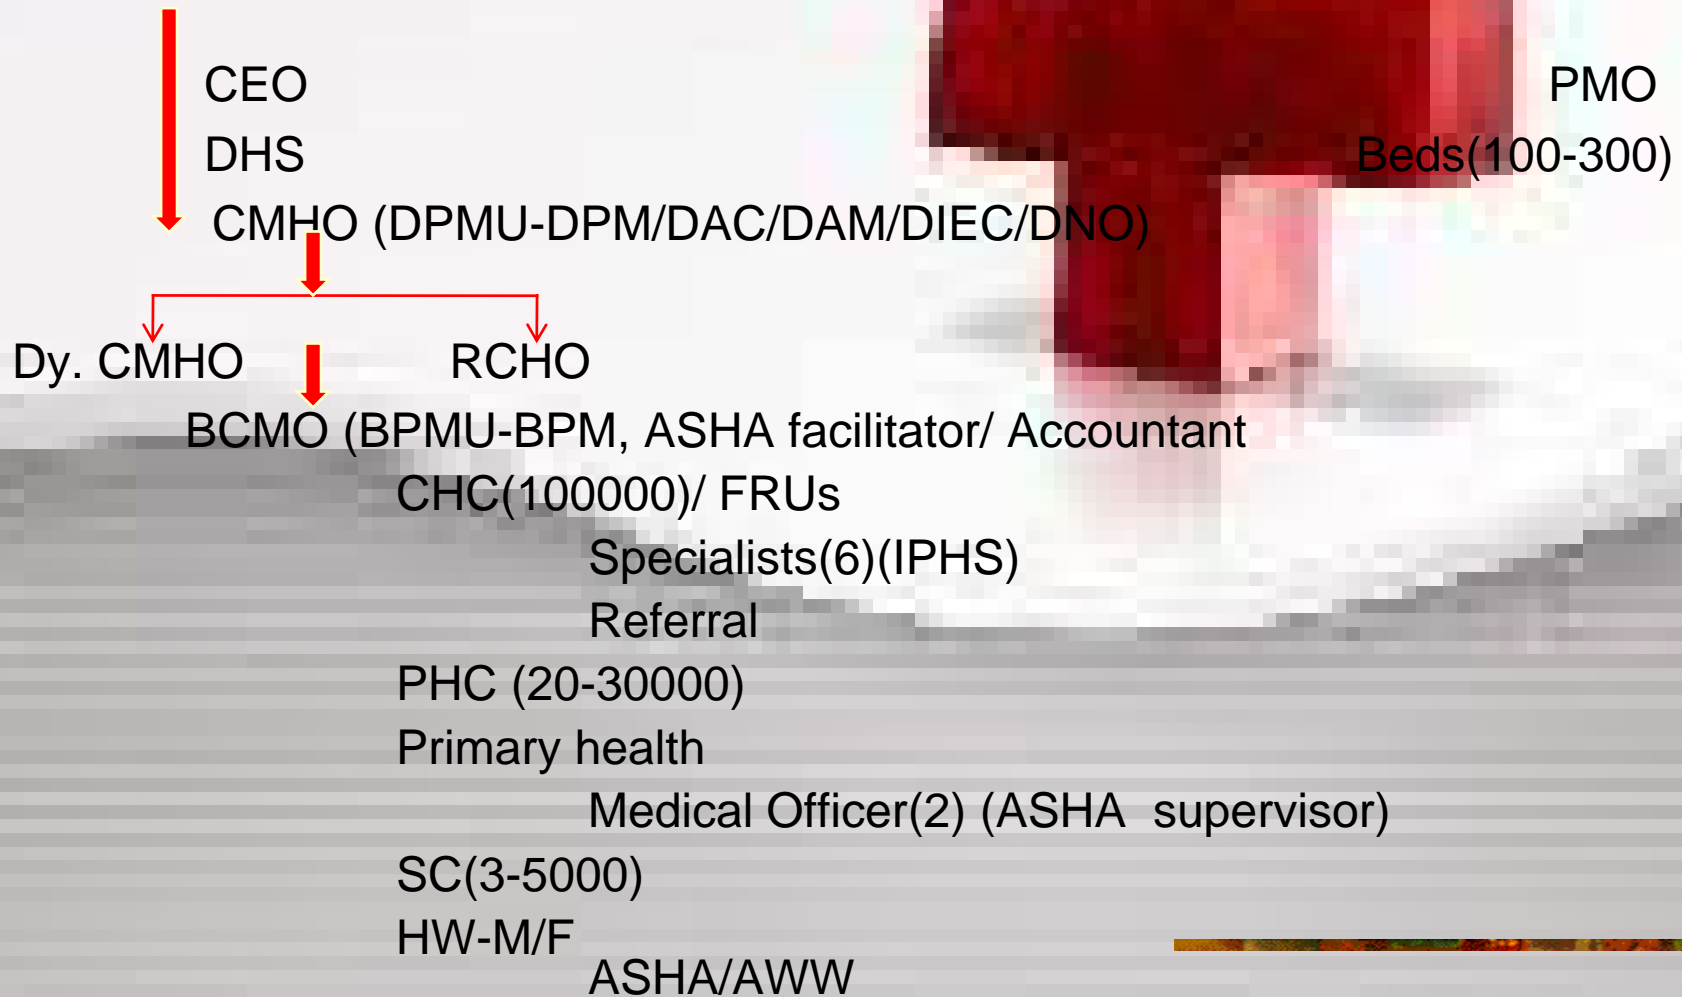 CEO PMO
DHS Beds(100-300)
CMHO (DPMU-DPM/DAC/DAM/DIEC/DNO)
Dy. CMHO RCHO
BCMO (BPMU-BPM, ASHA facilitator/ Accountant
CHC(100000)/ FRUs
Specialists(6)(IPHS)
Referral
PHC (20-30000)
Primary health
Medical Officer(2) (ASHA supervisor)
SC(3-5000)
HW-M/F
ASHA/AWW